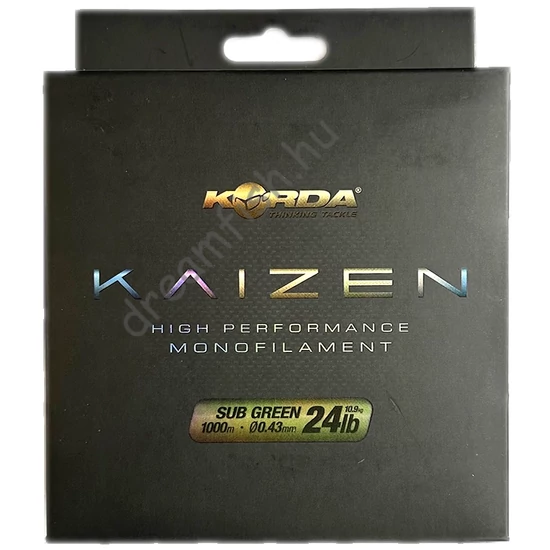 KORDA®
THINKING TACKLE
KAIZEN
HIGH PERFORMANCE
MONOFILAMENT
SUB GREEN 24lb 10.9kg
1000m · Ø0.43mm
dreamfish.hu